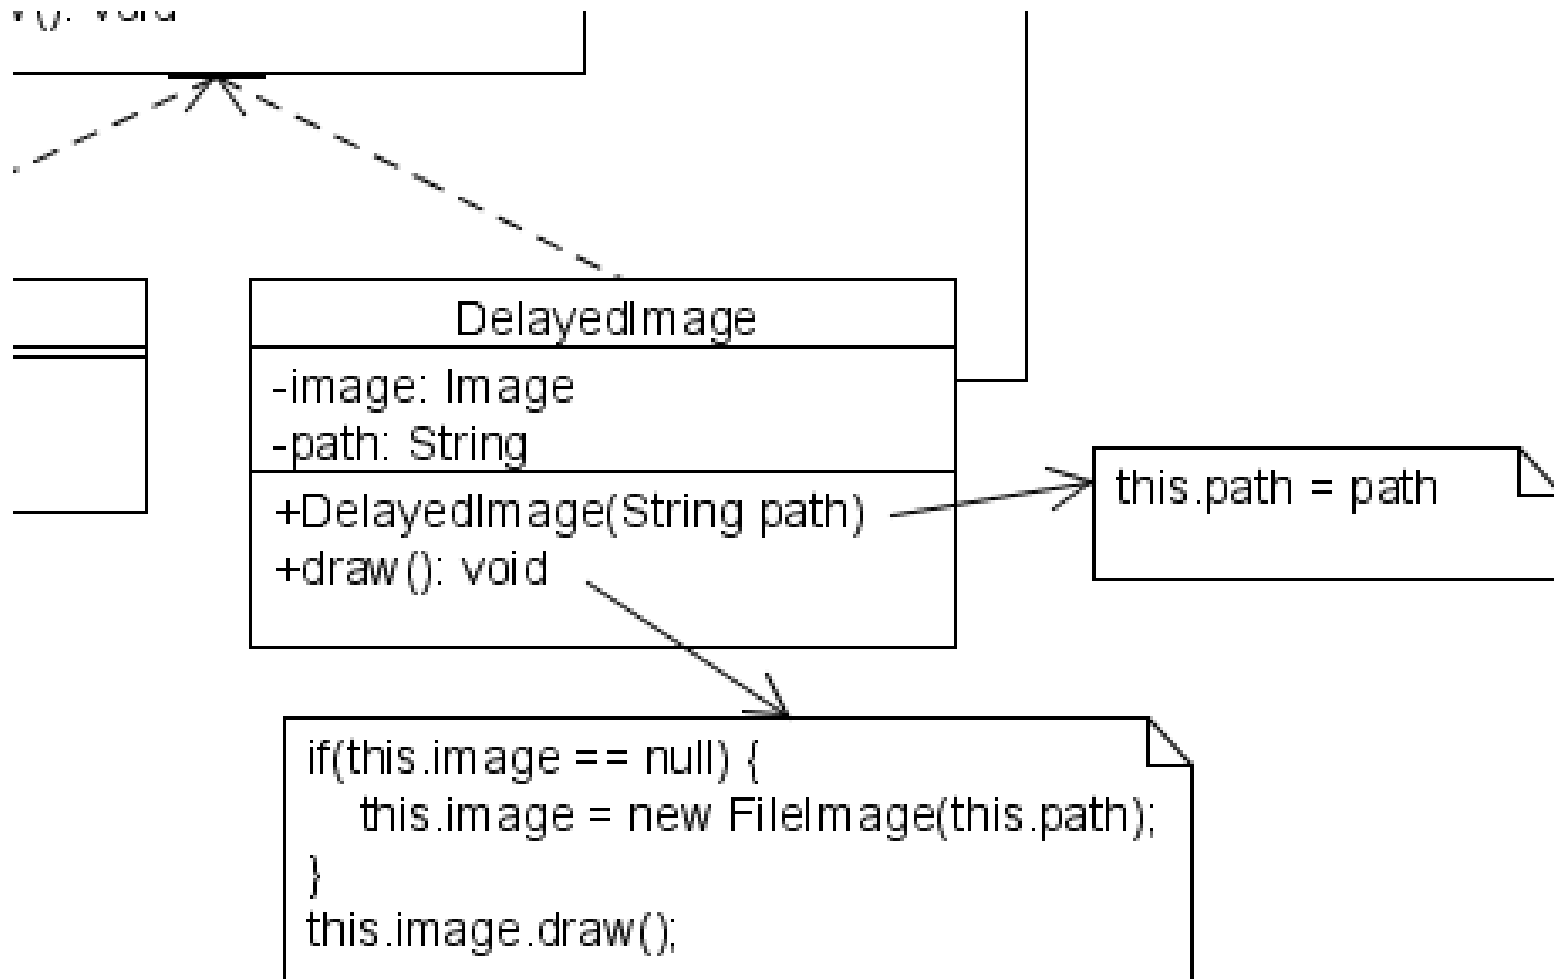 (): void
DelayedImage
-image: Image
-path: String
+DelayedImage(String path)
+draw(): void
this.path = path
if(this.image == null) {
this.image = new FileImage(this.path);
}
this.image.draw();